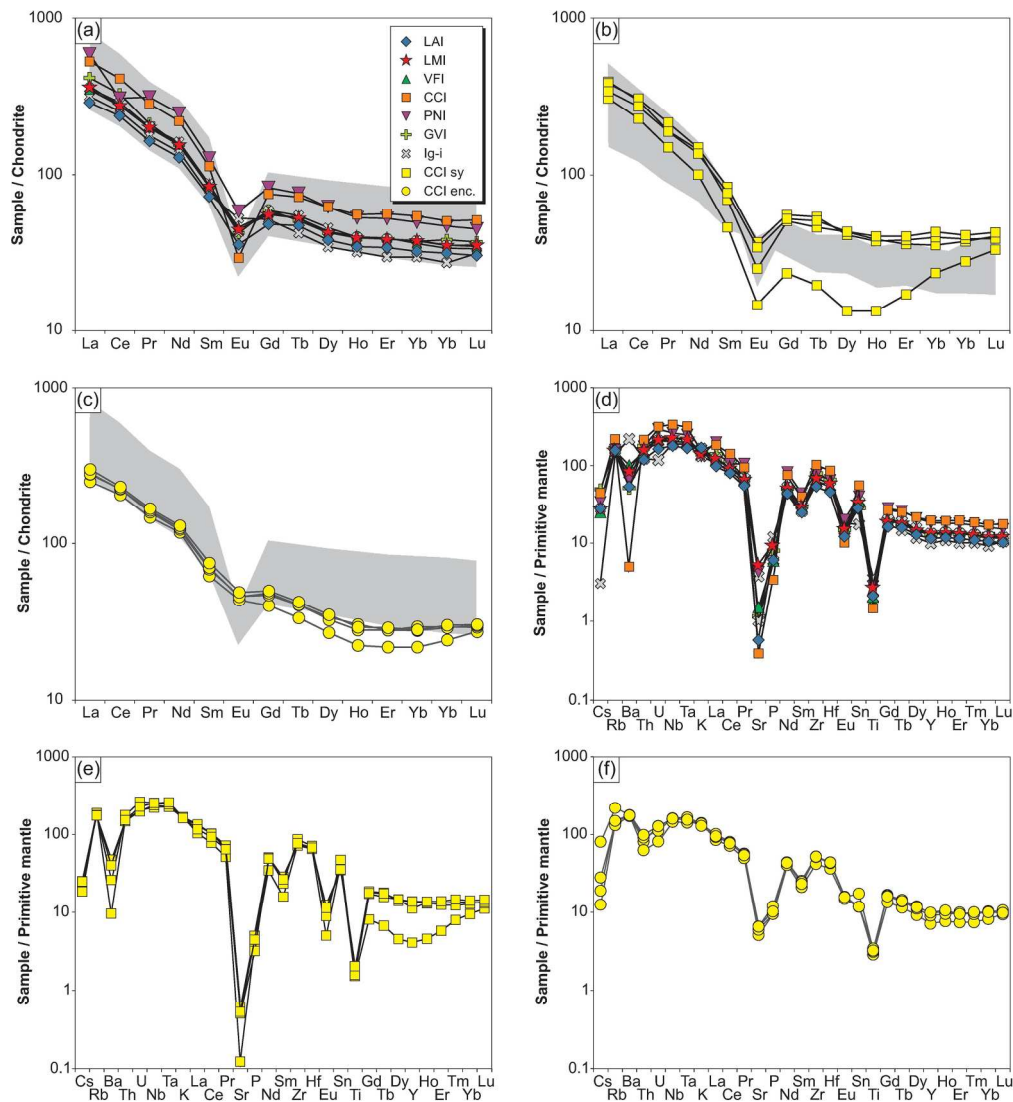 (a)
1000
100
10
Sample / Chondrite
LAI
LMI
VFI
CCI
PNI
GVI
Ig-i
CCI sy
CCI enc.
La Ce Pr Nd Sm Eu Gd Tb Dy Ho Er Yb Yb Lu
(b)
1000
100
10
Sample / Chondrite
La Ce Pr Nd Sm Eu Gd Tb Dy Ho Er Yb Yb Lu
(c)
1000
100
10
Sample / Chondrite
La Ce Pr Nd Sm Eu Gd Tb Dy Ho Er Yb Yb Lu
(d)
1000
100
10
1
0.1
Sample / Primitive mantle
Cs Ba U Ta La Pr P Sm Hf Sn Gd Dy Ho Tm Lu
Rb Th Nb K Ce Sr Nd Zr Eu Ti Tb Y Er Yb
(e)
1000
100
10
1
0.1
Sample / Primitive mantle
Cs Ba U Ta La Pr P Sm Hf Sn Gd Dy Ho Tm Lu
Rb Th Nb K Ce Sr Nd Zr Eu Ti Tb Y Er Yb
(f)
1000
100
10
1
0.1
Sample / Primitive mantle
Cs Ba U Ta La Pr P Sm Hf Sn Gd Dy Ho Tm Lu
Rb Th Nb K Ce Sr Nd Zr Eu Ti Tb Y Er Yb